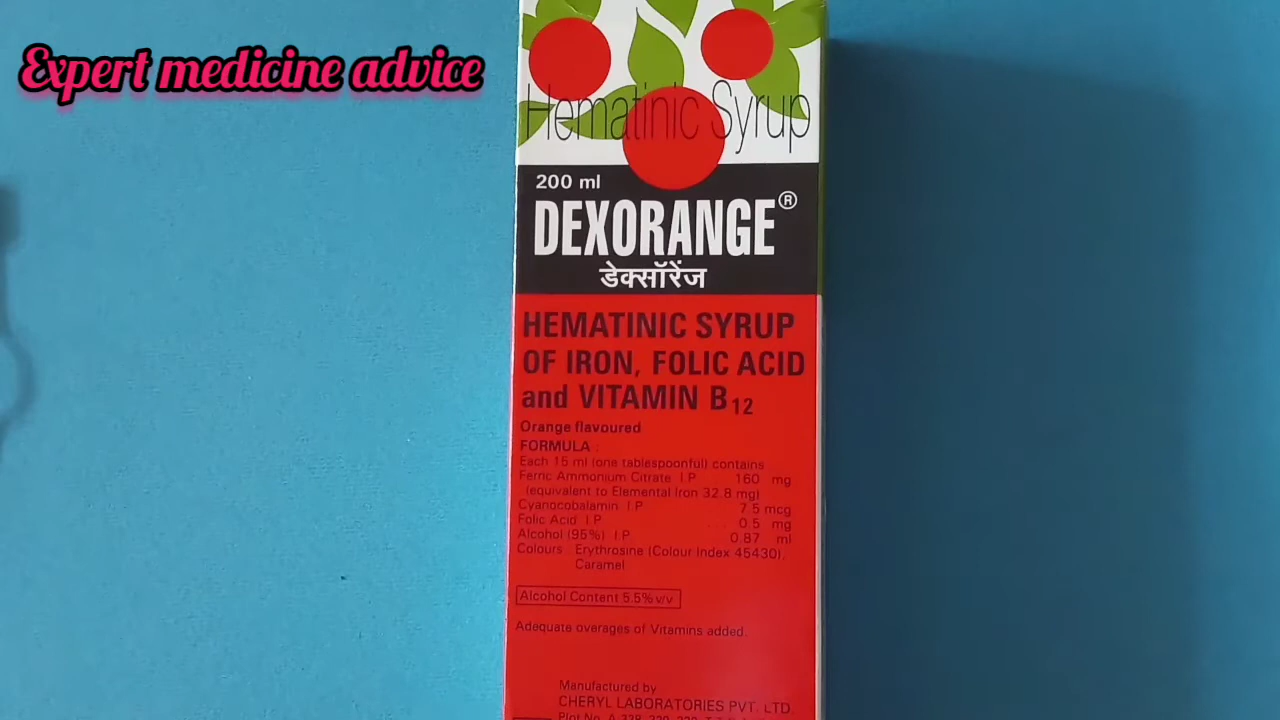 Expert medicine advice
Hematinic Syrup
200 ml
DEXORANGE®
डेक्सॉरेंज
HEMATINIC SYRUP
OF IRON, FOLIC ACID
and VITAMIN B12
Orange flavoured
FORMULA :
Each 15 ml (one tablespoonful) contains
Ferric Ammonium Citrate I.P. 160 mg
(equivalent to Elemental Iron 32.8 mg)
Cyanocobalamin I.P. 7.5 mcg
Folic Acid I.P. 0.5 mg
Alcohol (95%) I.P. 0.87 ml
Colours : Erythrosine (Colour Index 45430),
Caramel
Alcohol Content 5.5% v/v
Adequate overages of Vitamins added.
Manufactured by
CHERYL LABORATORIES PVT. LTD.
Plot No. A-338,